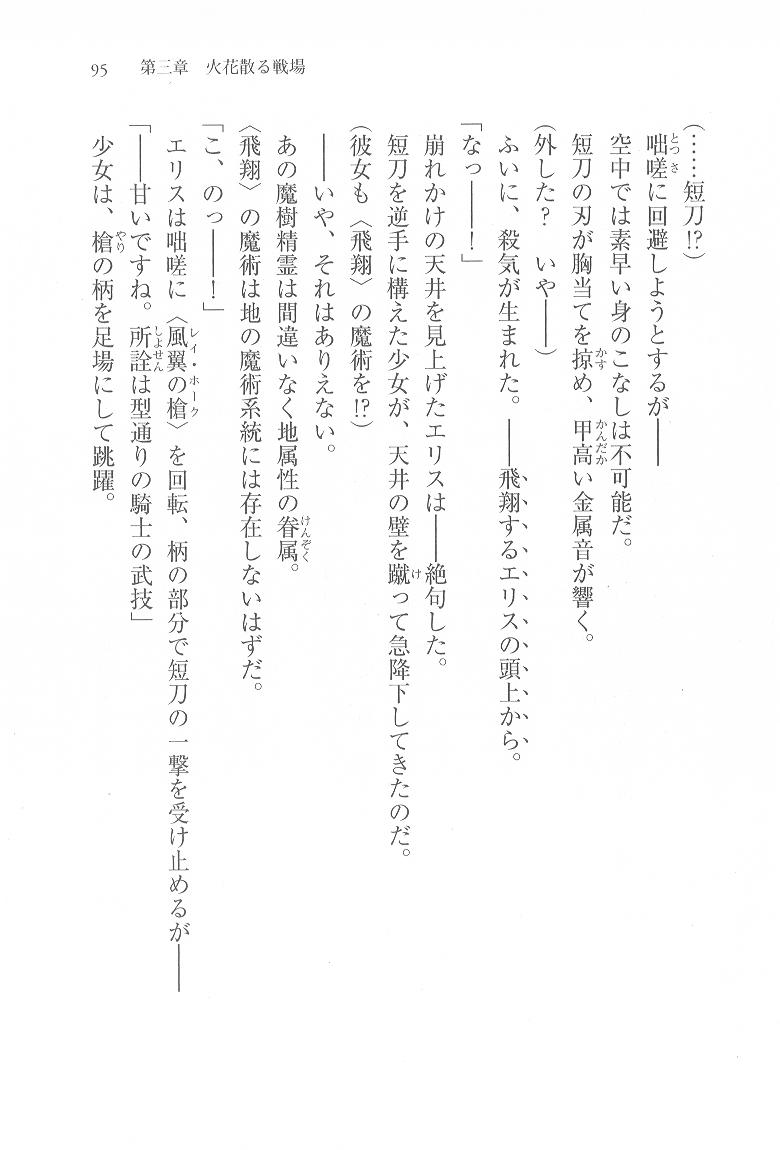 95　第三章　火花散る戦場
(……短刀!?)
咄嗟に回避しようとするが――
空中では素早い身のこなしは不可能だ。
短刀の刃が胸当てを掠め、甲高い金属音が響く。
(外した？　いや――)
ふいに、殺気が生まれた。――飛翔するエリスの頭上から。
「なっ――！」
崩れかけの天井を見上げたエリスは――絶句した。
短刀を逆手に構えた少女が、天井の壁を蹴って急降下してきたのだ。
(彼女も〈飛翔〉の魔術を!?)
――いや、それはありえない。
あの魔樹精霊は間違いなく地属性の眷属。
〈飛翔〉の魔術は地の魔術系統には存在しないはずだ。
「こ、のっ――！」
エリスは咄嗟に〈風翼の槍〉を回転、柄の部分で短刀の一撃を受け止めるが――
「――甘いですね。所詮は型通りの騎士の武技」
少女は、槍の柄を足場にして跳躍。